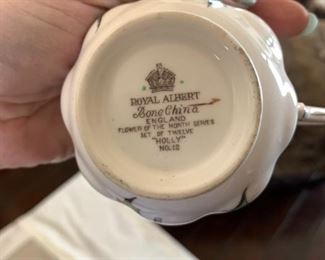 ROYAL ALBERT
Bone China
ENGLAND
FLOWER OF THE MONTH SERIES
SET OF TWELVE
"HOLLY"
No.12